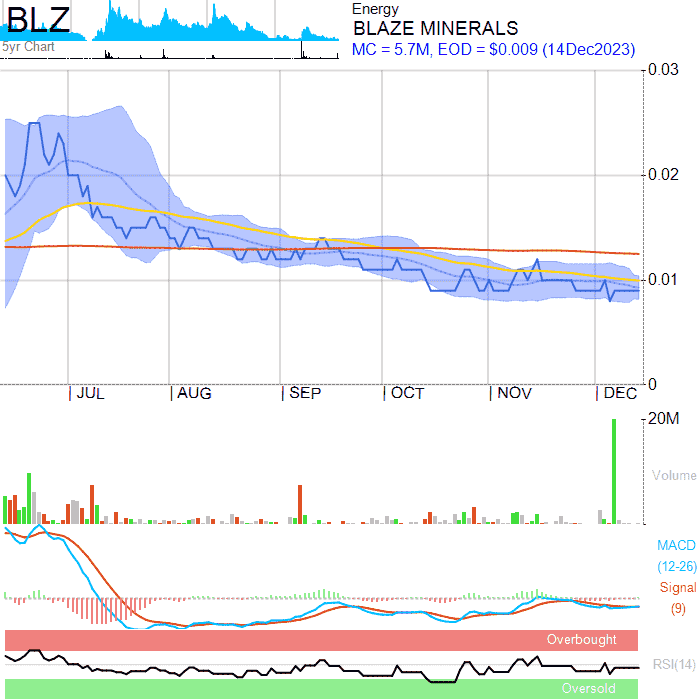 BLZ
5yr Chart
Energy
BLAZE MINERALS
MC = 5.7M, EOD = $0.009 (14Dec2023)
0.03
0.02
0.01
0
JUL AUG SEP OCT NOV DEC
20M
Volume
MACD
(12-26)
Signal
(9)
Overbought
RSI(14)
Oversold